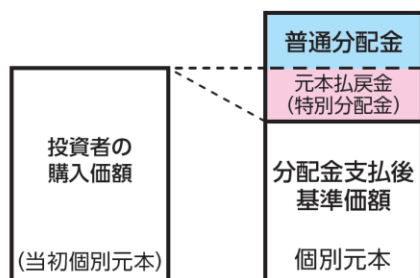 普通分配金
元本払戻金
(特別分配金)
投資者の
購入価額
(当初個別元本)
分配金支払後
基準価額
個別元本